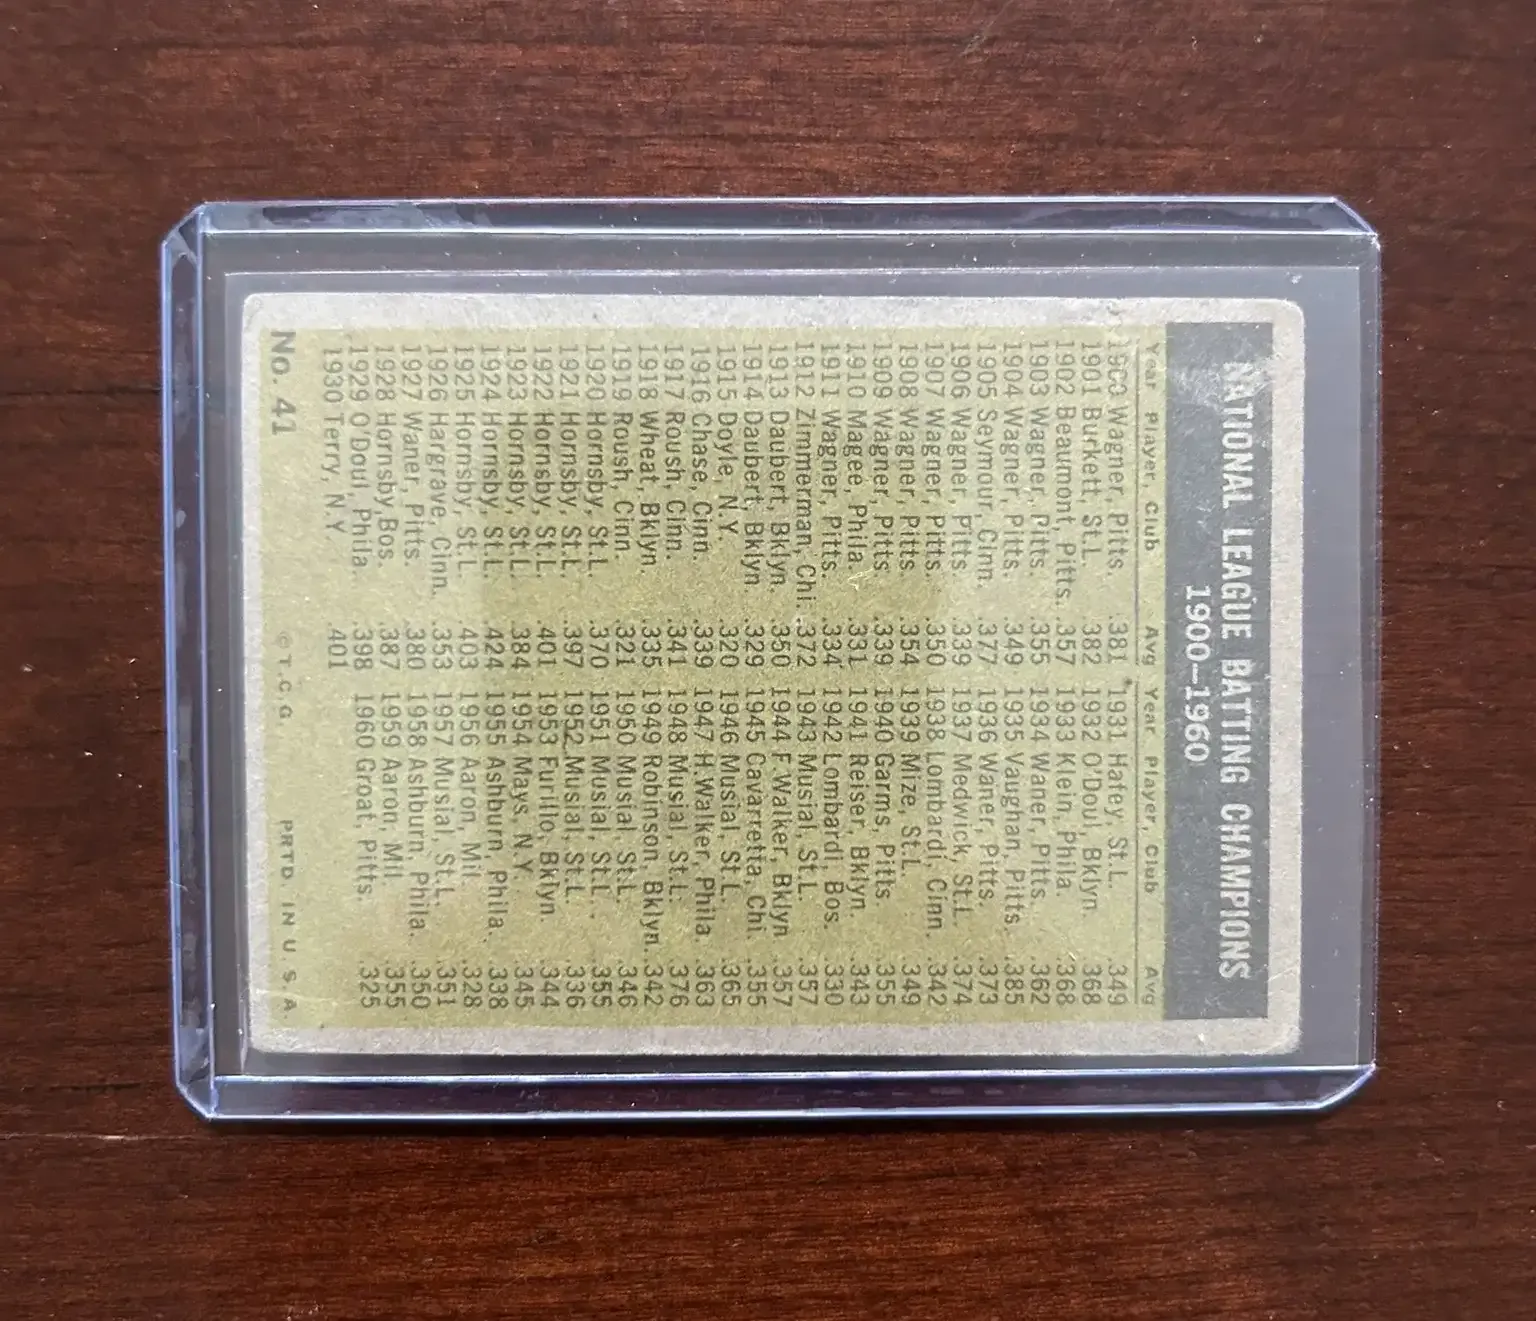 NATIONAL LEAGUE BATTING CHAMPIONS
1900—1960
Year Player, Club Avg
1900 Wagner, Pitts. .381
1901 Burkett, St.L. .382
1902 Beaumont, Pitts. .357
1903 Wagner, Pitts. .355
1904 Wagner, Pitts. .349
1905 Seymour, Cinn. .377
1906 Wagner, Pitts. .339
1907 Wagner, Pitts. .350
1908 Wagner, Pitts. .354
1909 Wagner, Pitts. .339
1910 Magee, Phila. .331
1911 Wagner, Pitts. .334
1912 Zimmerman, Chi. .372
1913 Daubert, Bklyn. .350
1914 Daubert, Bklyn. .329
1915 Doyle, N.Y. .320
1916 Chase, Cinn. .339
1917 Roush, Cinn. .341
1918 Wheat, Bklyn. .335
1919 Roush, Cinn. .321
1920 Hornsby, St.L. .370
1921 Hornsby, St.L. .397
1922 Hornsby, St.L. .401
1923 Hornsby, St.L. .384
1924 Hornsby, St.L. .424
1925 Hornsby, St.L. .403
1926 Hargrave, Cinn. .353
1927 Waner, Pitts. .380
1928 Hornsby, Bos. .387
1929 O'Doul, Phila. .398
1930 Terry, N.Y. .401
Year Player, Club Avg
1931 Hafey, St.L. .349
1932 O'Doul, Bklyn. .368
1933 Klein, Phila. .368
1934 Waner, Pitts. .362
1935 Vaughan, Pitts. .385
1936 Waner, Pitts. .373
1937 Medwick, St.L. .374
1938 Lombardi, Cinn. .342
1939 Mize, St.L. .349
1940 Garms, Pitts. .355
1941 Reiser, Bklyn. .343
1942 Lombardi, Bos. .330
1943 Musial, St.L. .357
1944 F.Walker, Bklyn .357
1945 Cavarretta, Chi. .355
1946 Musial, St.L. .365
1947 H.Walker, Phila. .363
1948 Musial, St.L. .376
1949 Robinson, Bklyn. .342
1950 Musial, St.L. .346
1951 Musial, St.L. .355
1952 Musial, St.L. .336
1953 Furillo, Bklyn. .344
1954 Mays, N.Y. .345
1955 Ashburn, Phila. .338
1956 Aaron, Mil. .328
1957 Musial, St.L. .351
1958 Ashburn, Phila. .350
1959 Aaron, Mil. .355
1960 Groat, Pitts. .325
NO. 41 © T.C.G. PRTD. IN U.S.A.